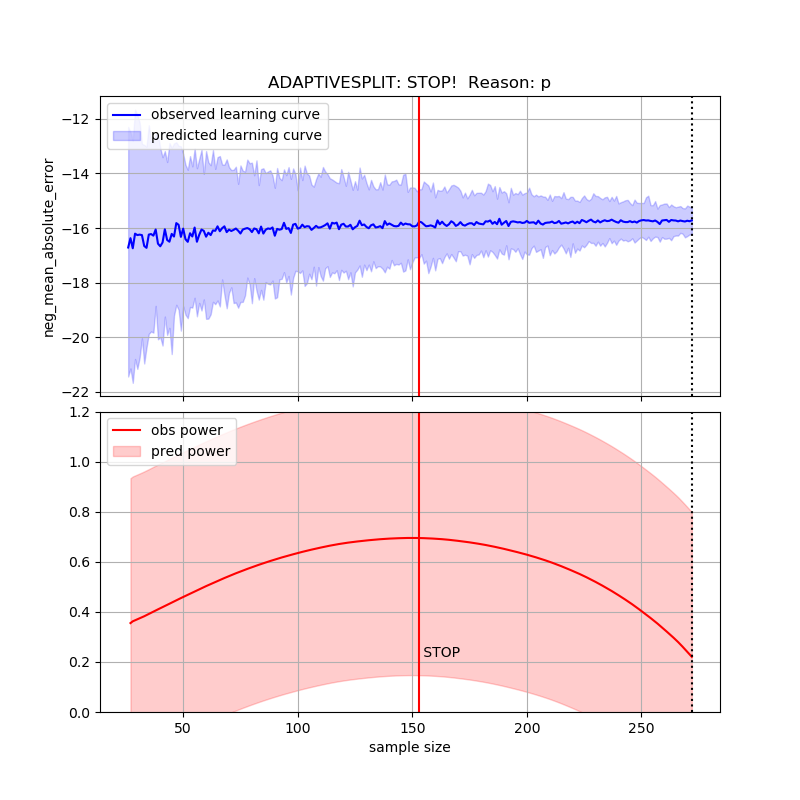 ADAPTIVESPLIT: STOP!  Reason: p
observed learning curve
predicted learning curve
−12
−14
−16
−18
−20
−22
neg_mean_absolute_error
obs power
pred power
1.2
1.0
0.8
0.6
0.4
0.2
0.0
STOP
50 100 150 200 250
sample size